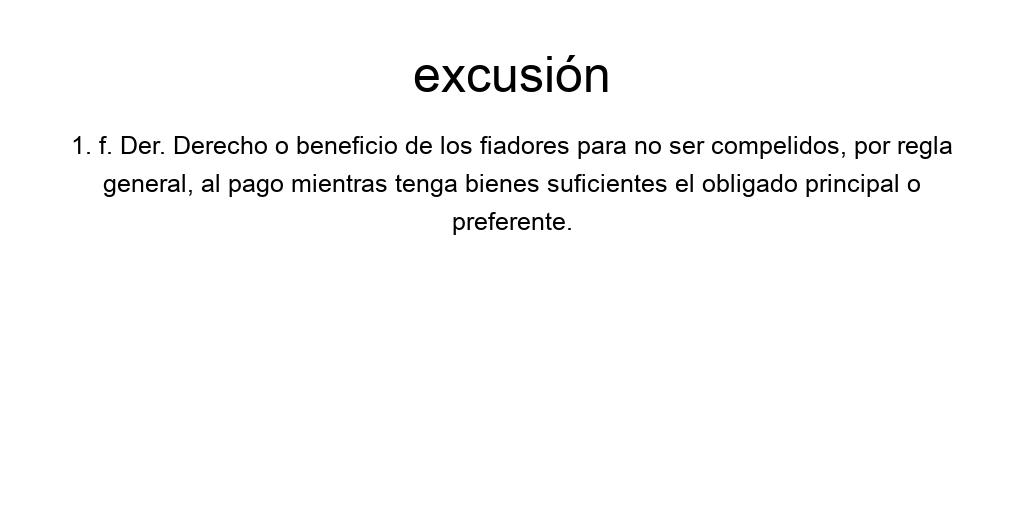 excusión
1. f. Der. Derecho o beneficio de los fiadores para no ser compelidos, por regla
general, al pago mientras tenga bienes suficientes el obligado principal o
preferente.